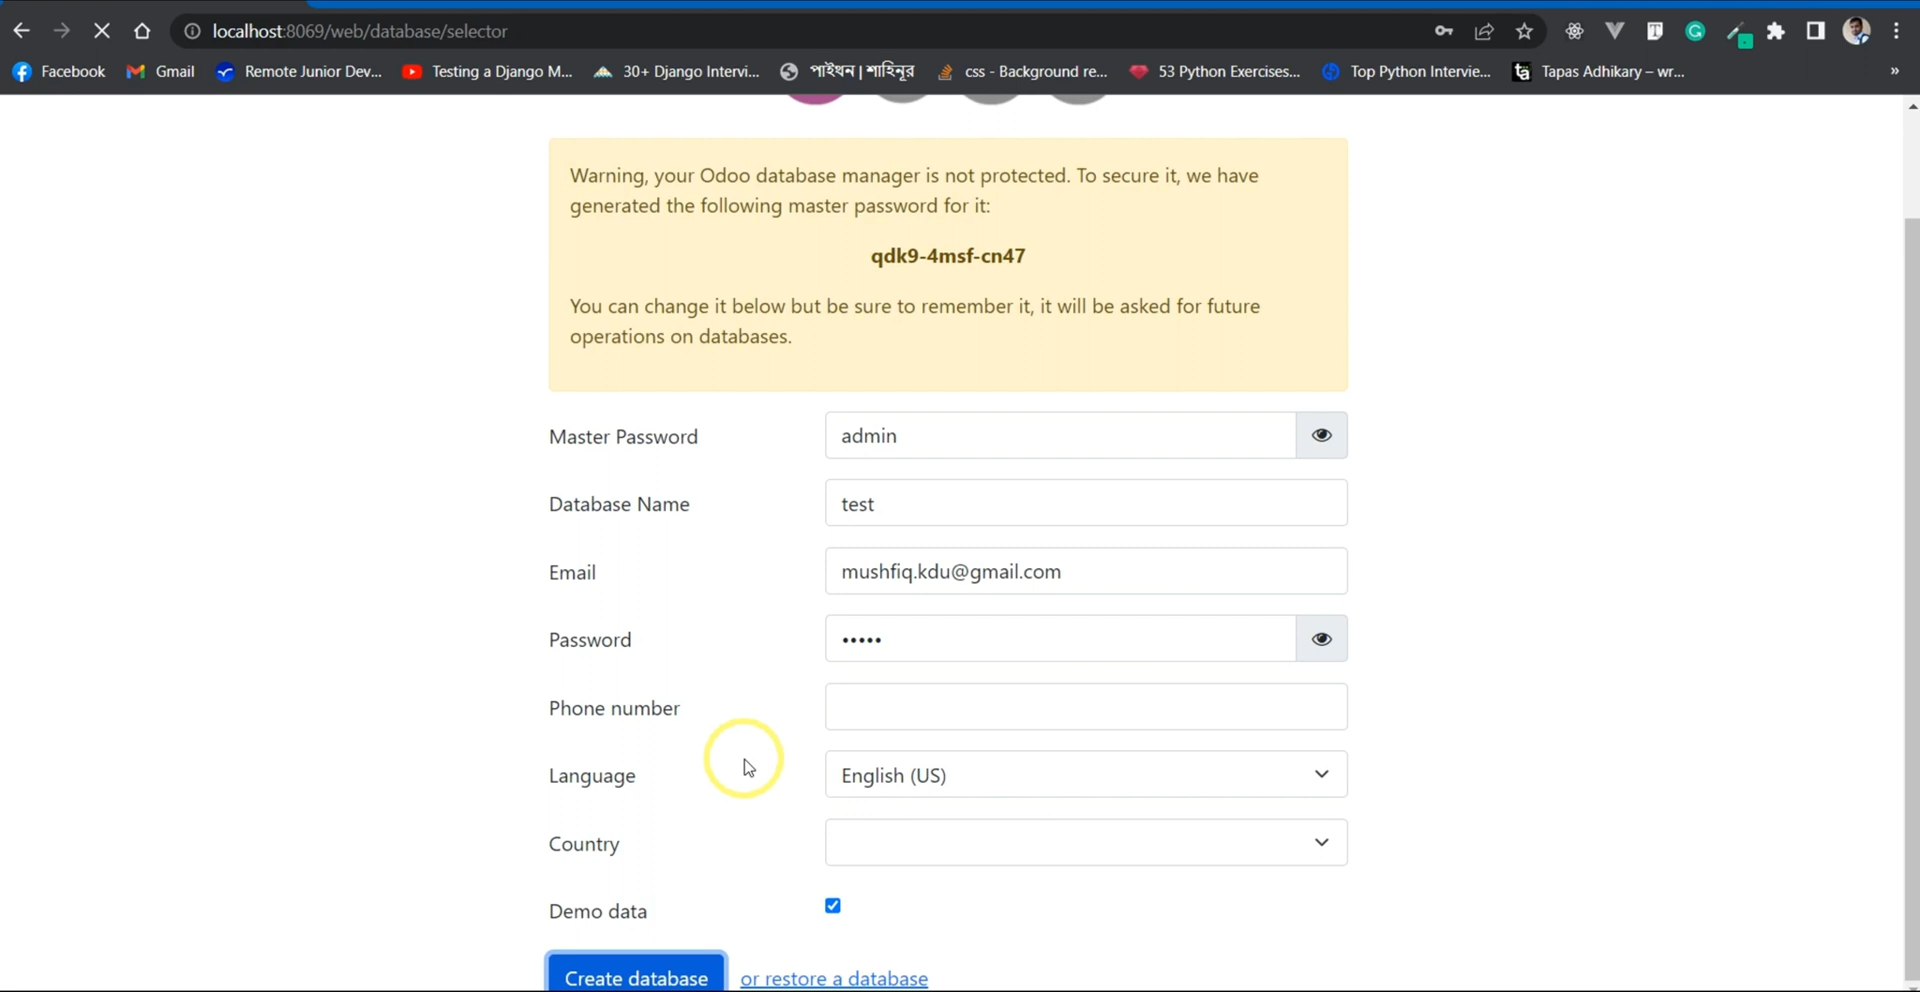 localhost:8069/web/database/selector
Facebook Gmail Remote Junior Dev... Testing a Django M... 30+ Django Intervi... পাইথন | শাহিনূর css - Background re... 53 Python Exercises... Top Python Intervie... ta Tapas Adhikary – wr... »
Warning, your Odoo database manager is not protected. To secure it, we have
generated the following master password for it:
qdk9-4msf-cn47
You can change it below but be sure to remember it, it will be asked for future
operations on databases.
Master Password admin
Database Name test
Email mushfiq.kdu@gmail.com
Password •••••
Phone number
Language English (US)
Country
Demo data
Create database or restore a database